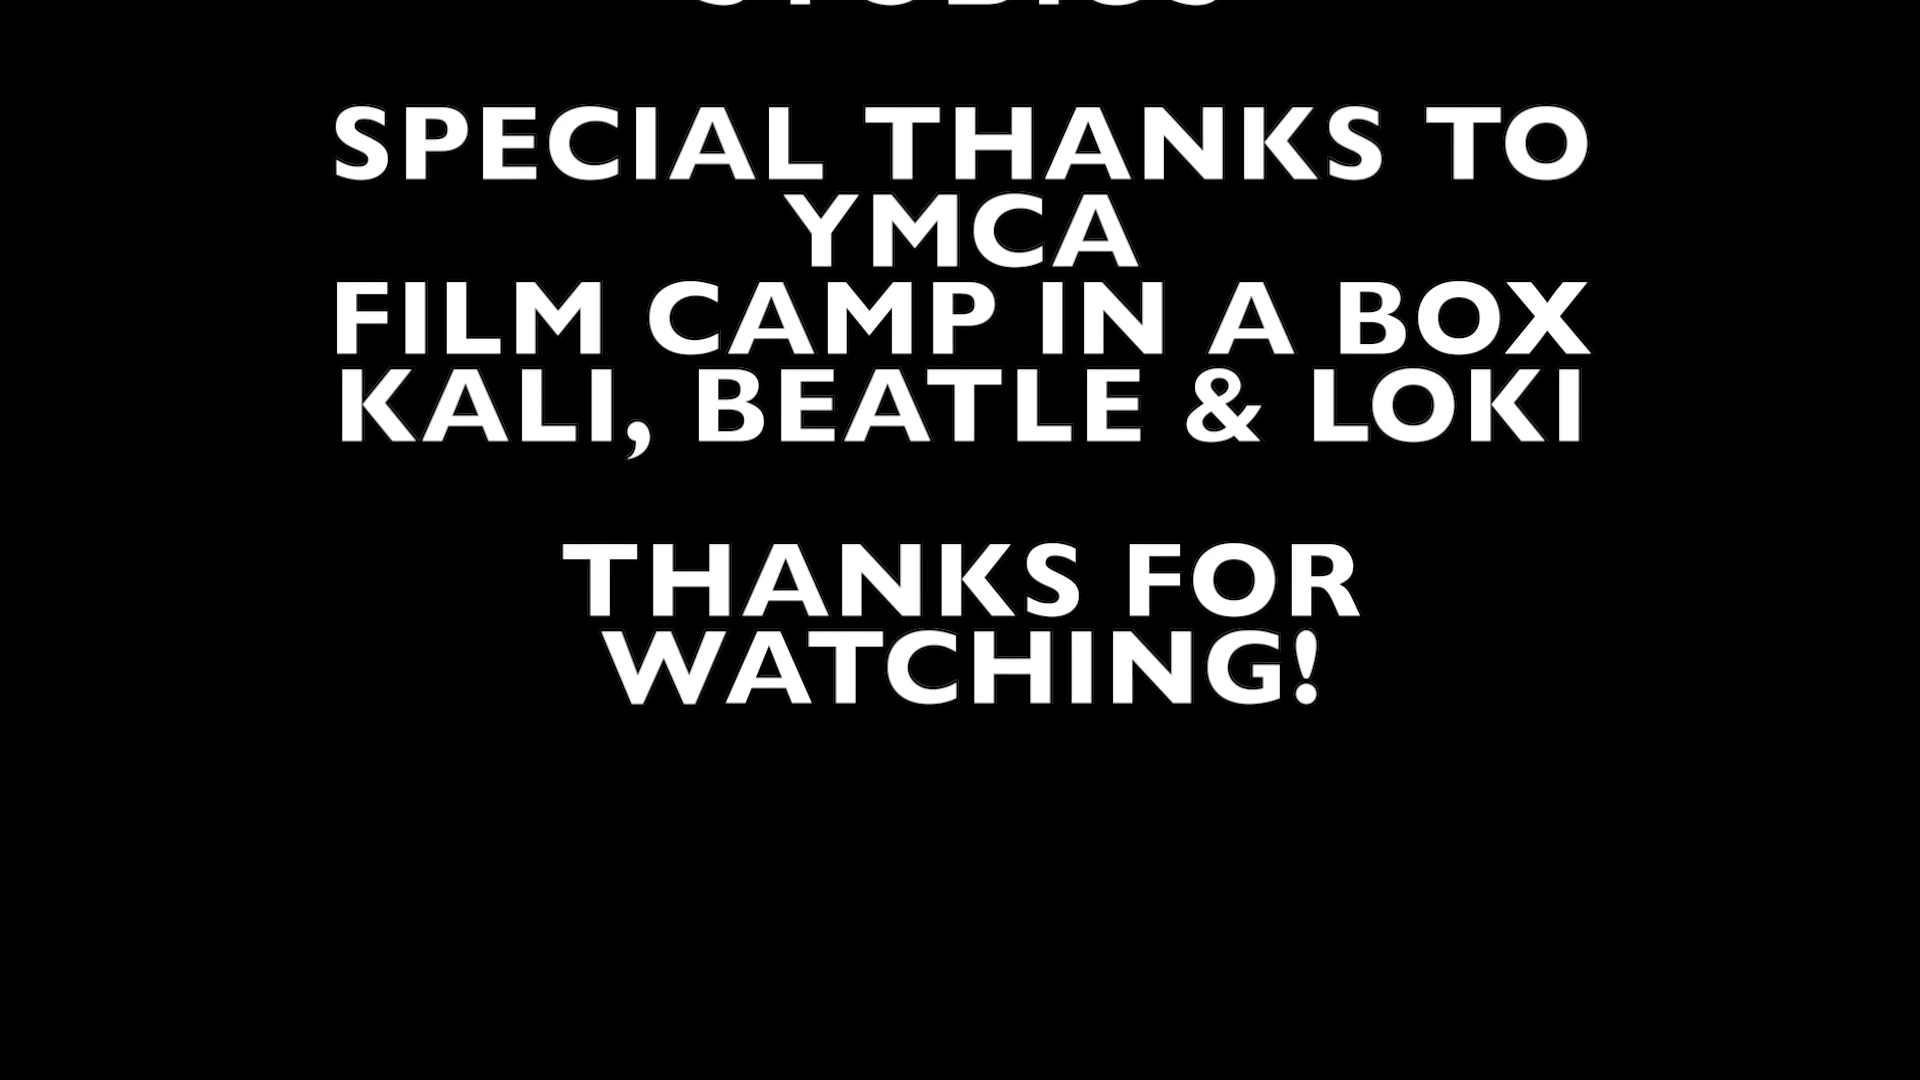 SPECIAL THANKS TO
YMCA
FILM CAMP IN A BOX
KALI, BEATLE & LOKI
THANKS FOR
WATCHING!